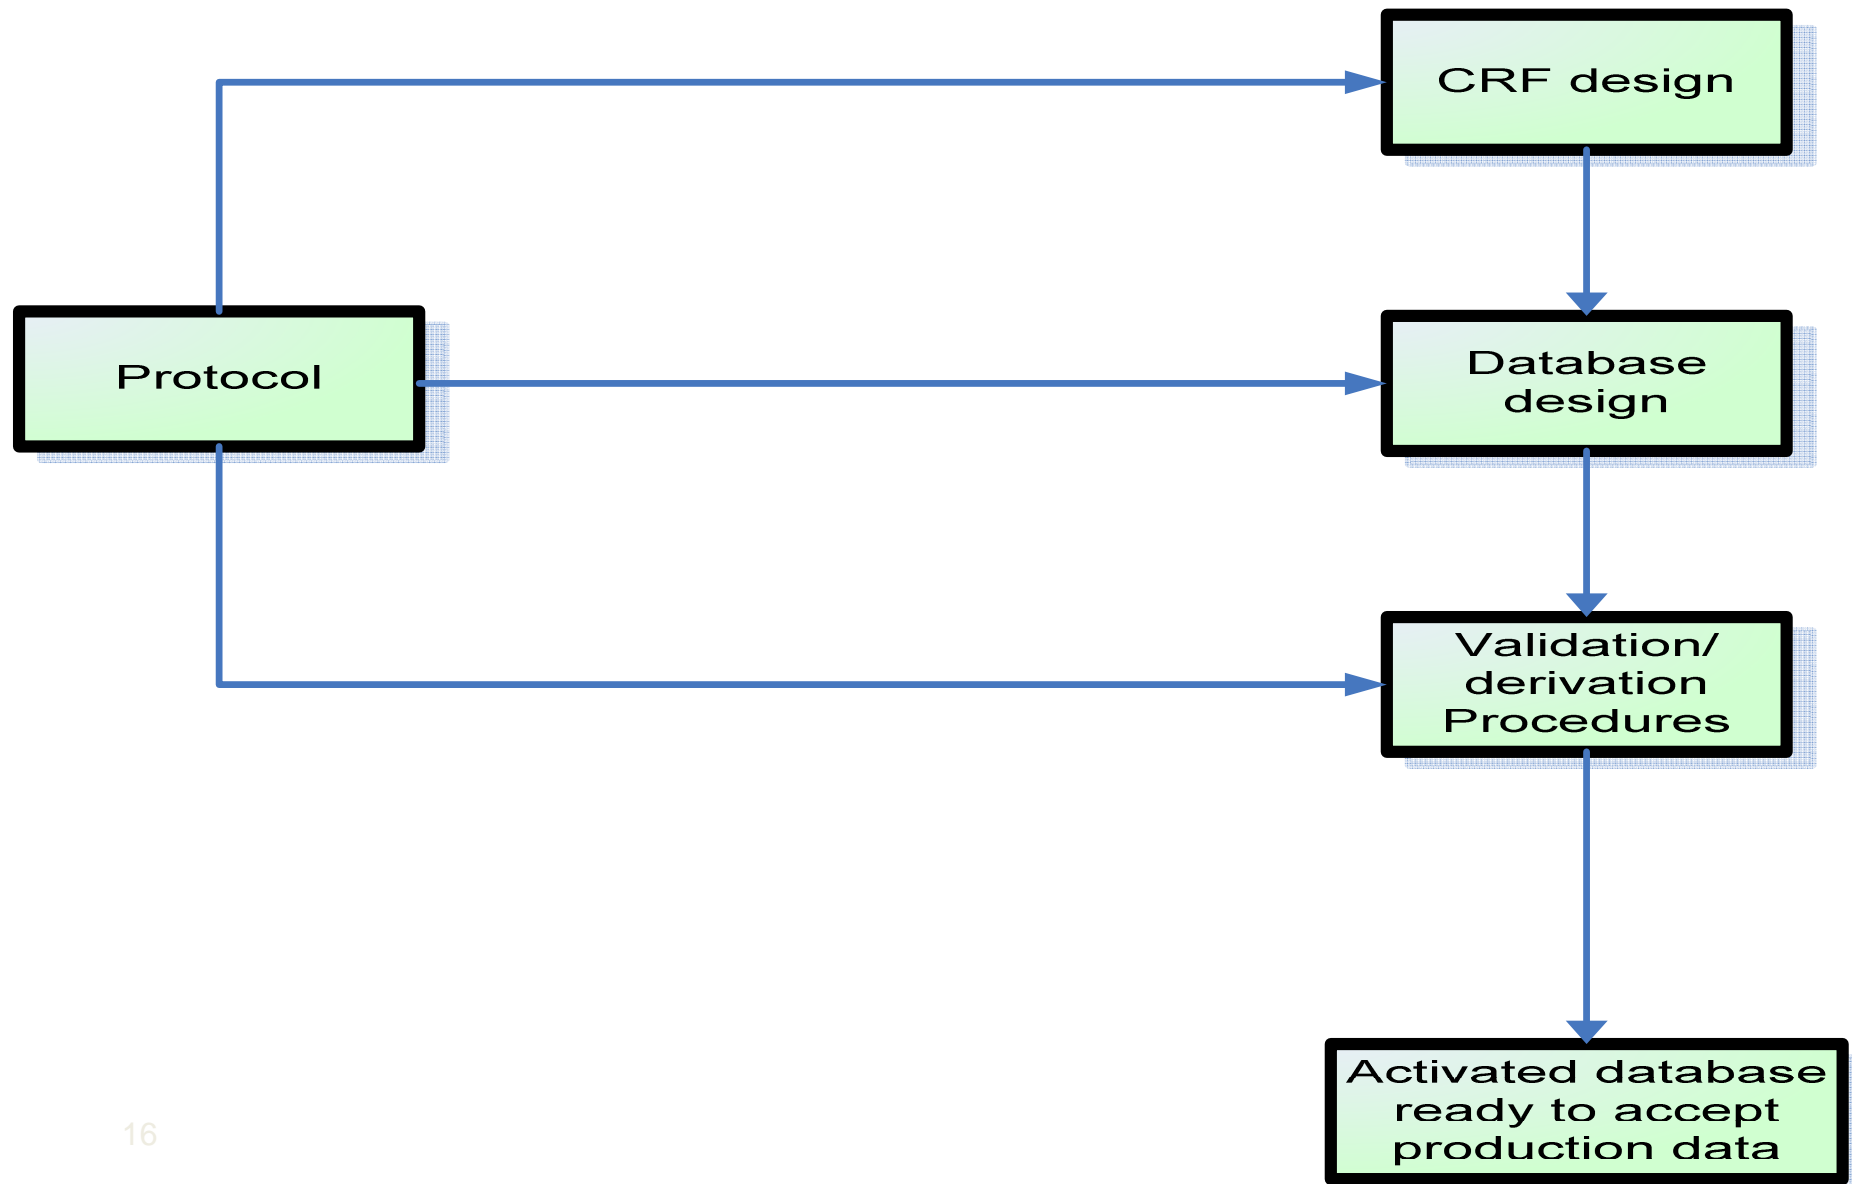 CRF design
Protocol
Database
design
Validation/
derivation
Procedures
Activated database
ready to accept
production data
16